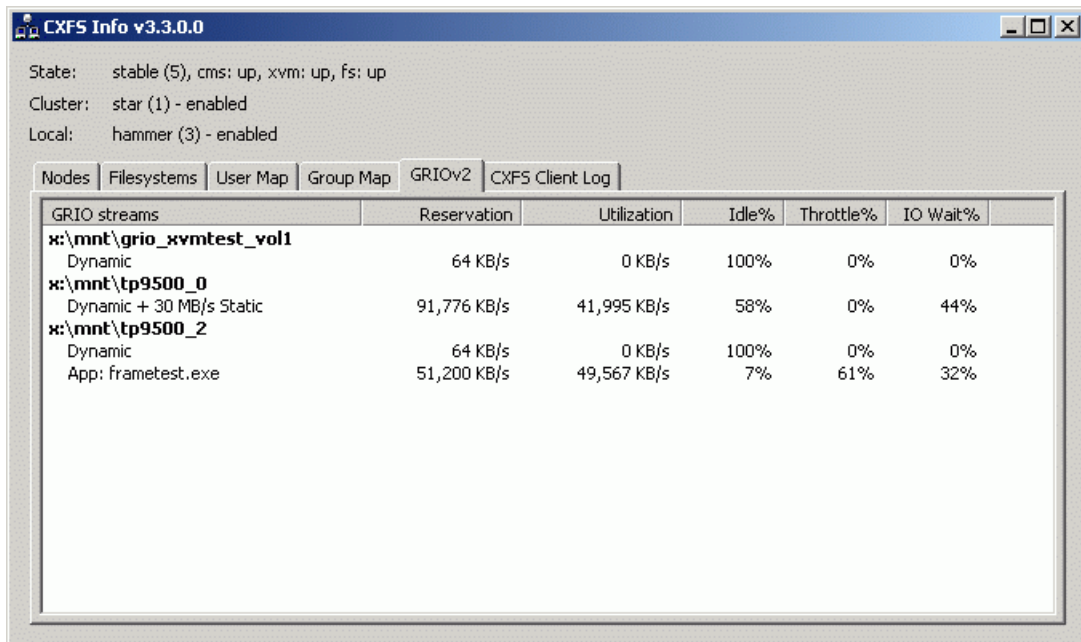 CXFS Info v3.3.0.0
State: stable (5), cms: up, xvm: up, fs: up
Cluster: star (1) - enabled
Local: hammer (3) - enabled
Nodes Filesystems User Map Group Map GRIOv2 CXFS Client Log
GRIO streams Reservation Utilization Idle% Throttle% IO Wait%
x:\mnt\grio_xvmtest_vol1
Dynamic 64 KB/s 0 KB/s 100% 0% 0%
x:\mnt\tp9500_0
Dynamic + 30 MB/s Static 91,776 KB/s 41,995 KB/s 58% 0% 44%
x:\mnt\tp9500_2
Dynamic 64 KB/s 0 KB/s 100% 0% 0%
App: frametest.exe 51,200 KB/s 49,567 KB/s 7% 61% 32%